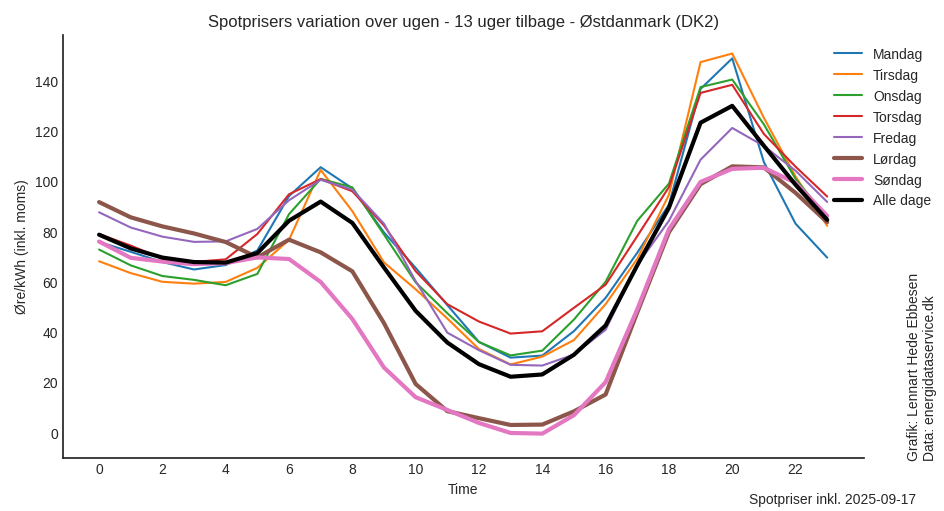 Spotprisers variation over ugen - 13 uger tilbage - Østdanmark (DK2)
Øre/kWh (inkl. moms)
140
120
100
80
60
40
20
0
0 2 4 6 8 10 12 14 16 18 20 22
Time
Mandag
Tirsdag
Onsdag
Torsdag
Fredag
Lørdag
Søndag
Alle dage
Grafik: Lennart Hede Ebbesen
Data: energidataservice.dk
Spotpriser inkl. 2025-09-17